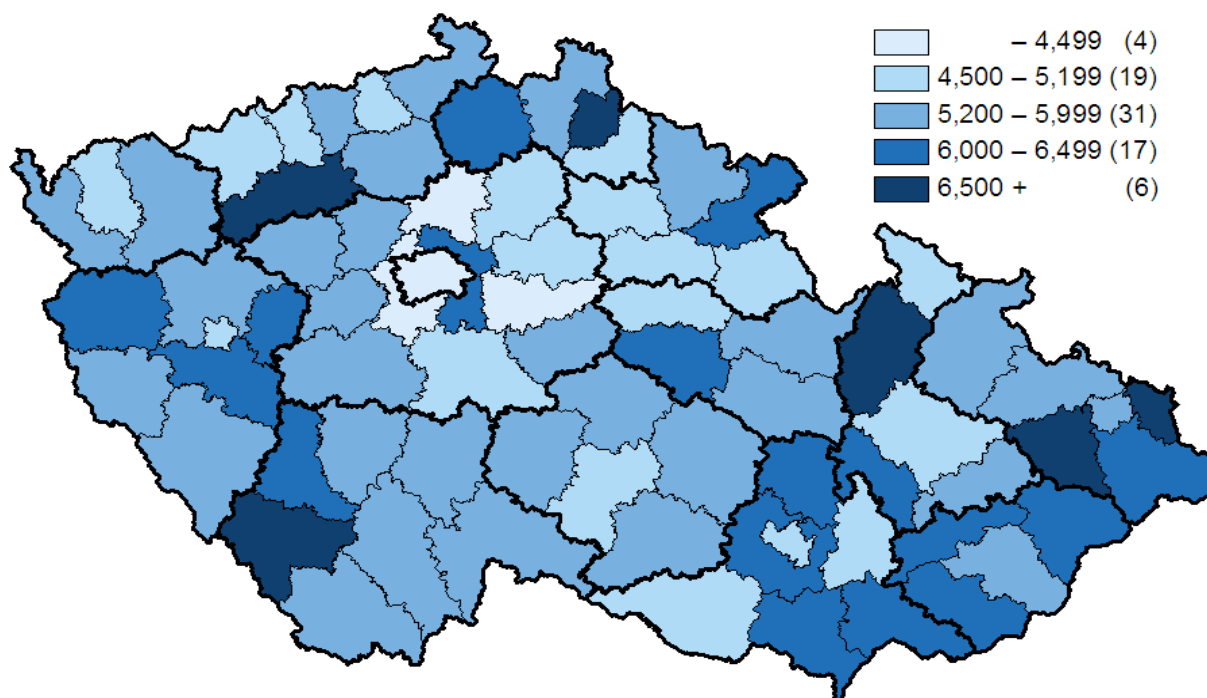 – 4,499 (4)
4,500 – 5,199 (19)
5,200 – 5,999 (31)
6,000 – 6,499 (17)
6,500 + (6)